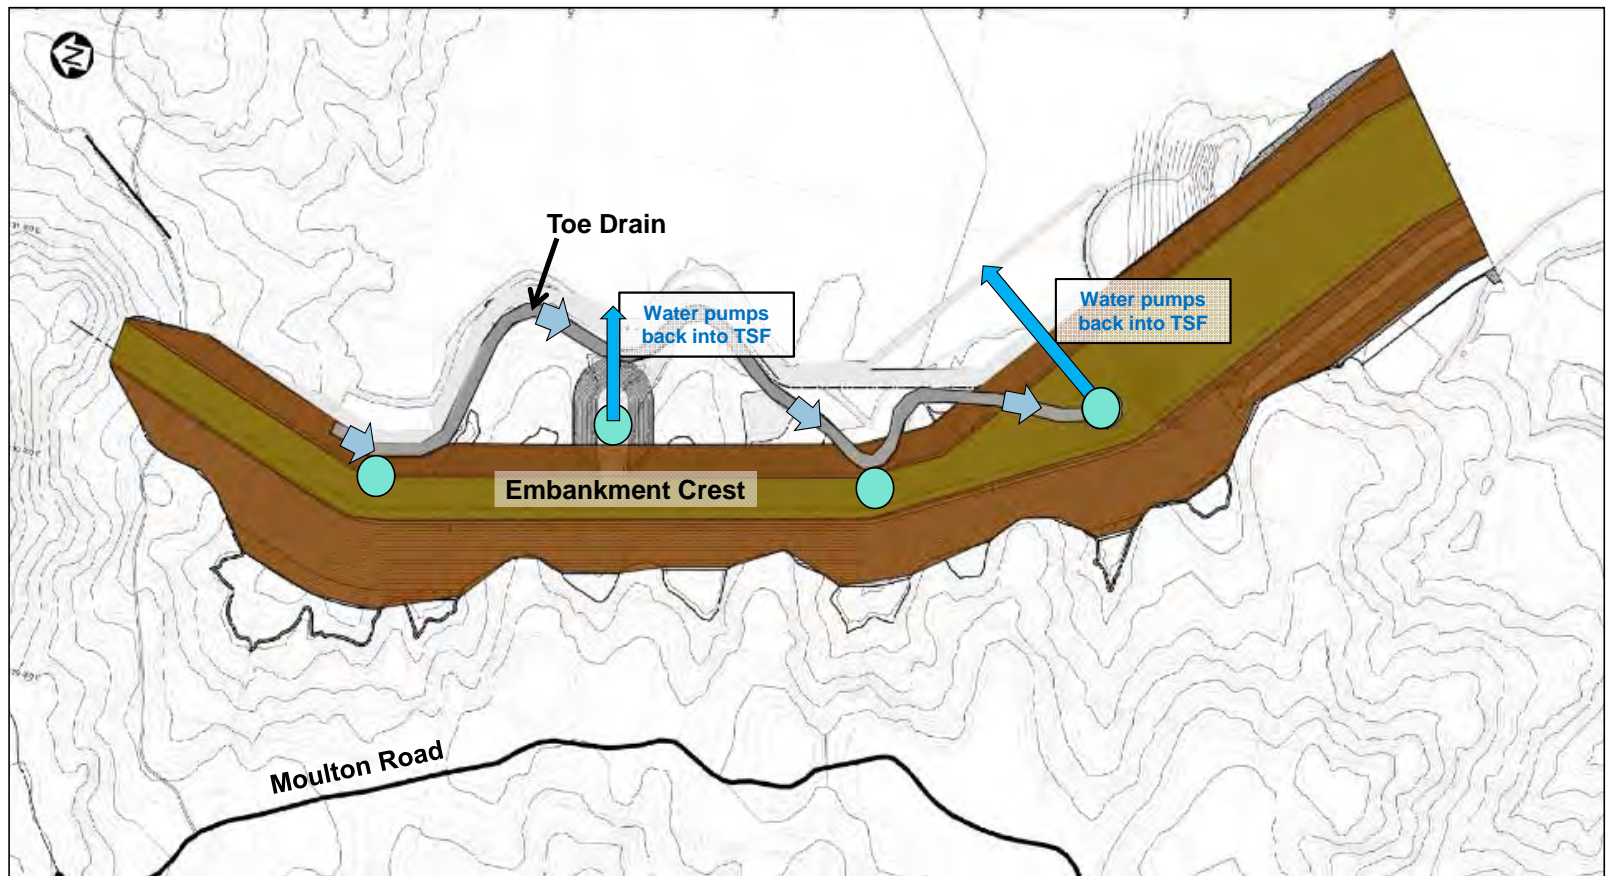 N
Toe Drain
Water pumps
back into TSF
Water pumps
back into TSF
Embankment Crest
Moulton Road